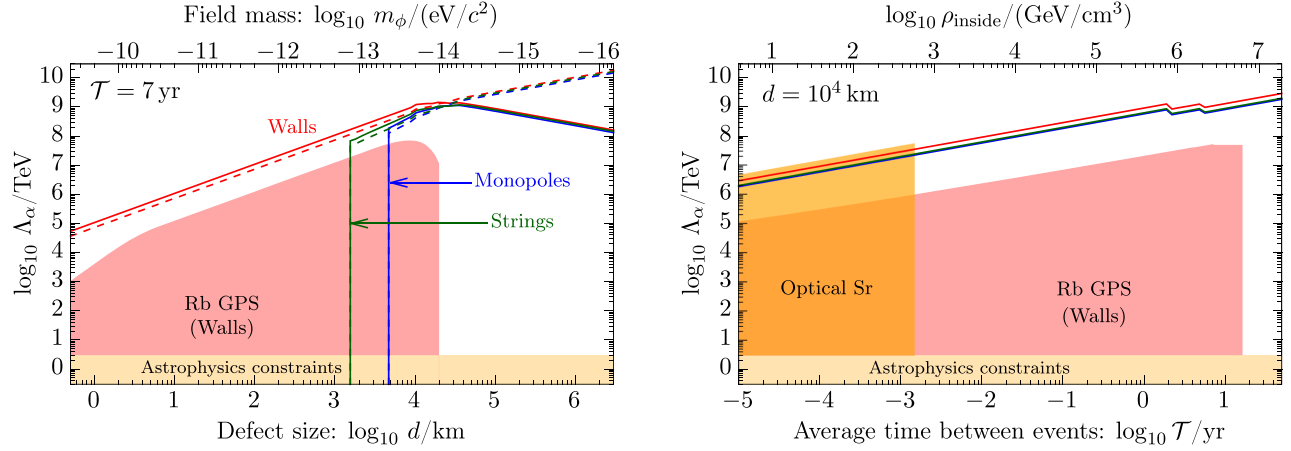 Field mass: log₁₀ m_ϕ/(eV/c²)
−10 −11 −12 −13 −14 −15 −16
𝒯 = 7 yr
Walls
Monopoles
Strings
Rb GPS
(Walls)
Astrophysics constraints
log₁₀ Λ_α/TeV
10
9
8
7
6
5
4
3
2
1
0
0 1 2 3 4 5 6
Defect size: log₁₀ d/km
log₁₀ ρ_inside/(GeV/cm³)
1 2 3 4 5 6 7
d = 10⁴ km
Optical Sr
Rb GPS
(Walls)
Astrophysics constraints
log₁₀ Λ_α/TeV
10
9
8
7
6
5
4
3
2
1
0
−5 −4 −3 −2 −1 0 1
Average time between events: log₁₀ 𝒯/yr